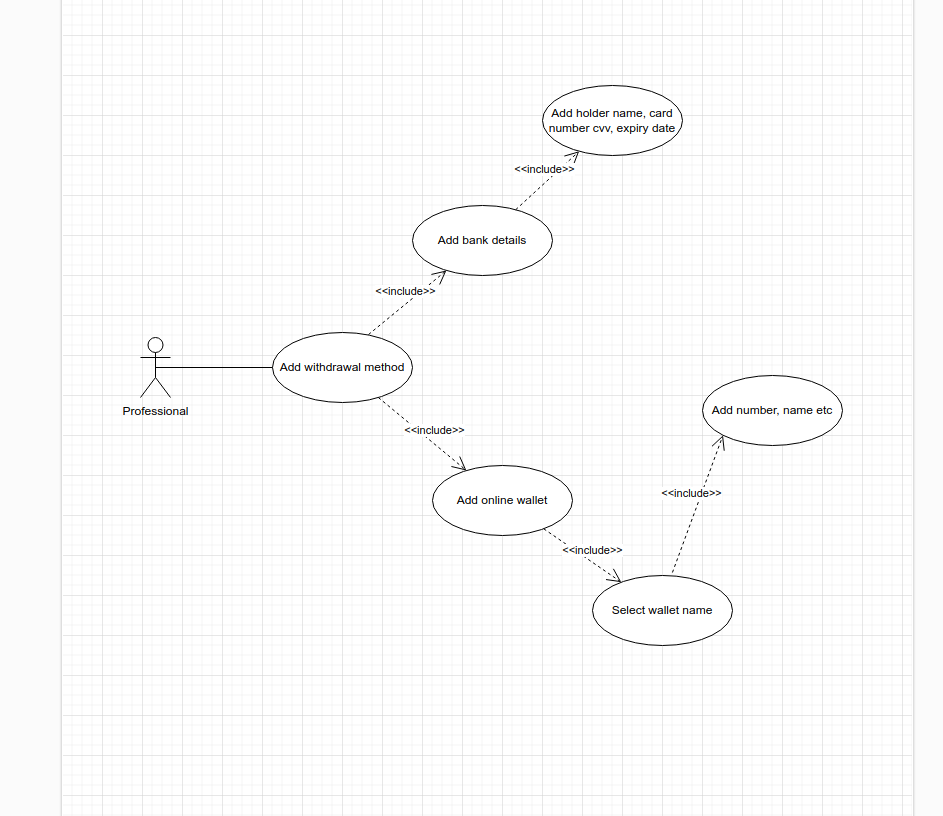 Add holder name, card
number cvv, expiry date
<<include>>
Add bank details
<<include>>
Add withdrawal method
Professional
<<include>>
Add number, name etc
<<include>>
Add online wallet
<<include>>
Select wallet name